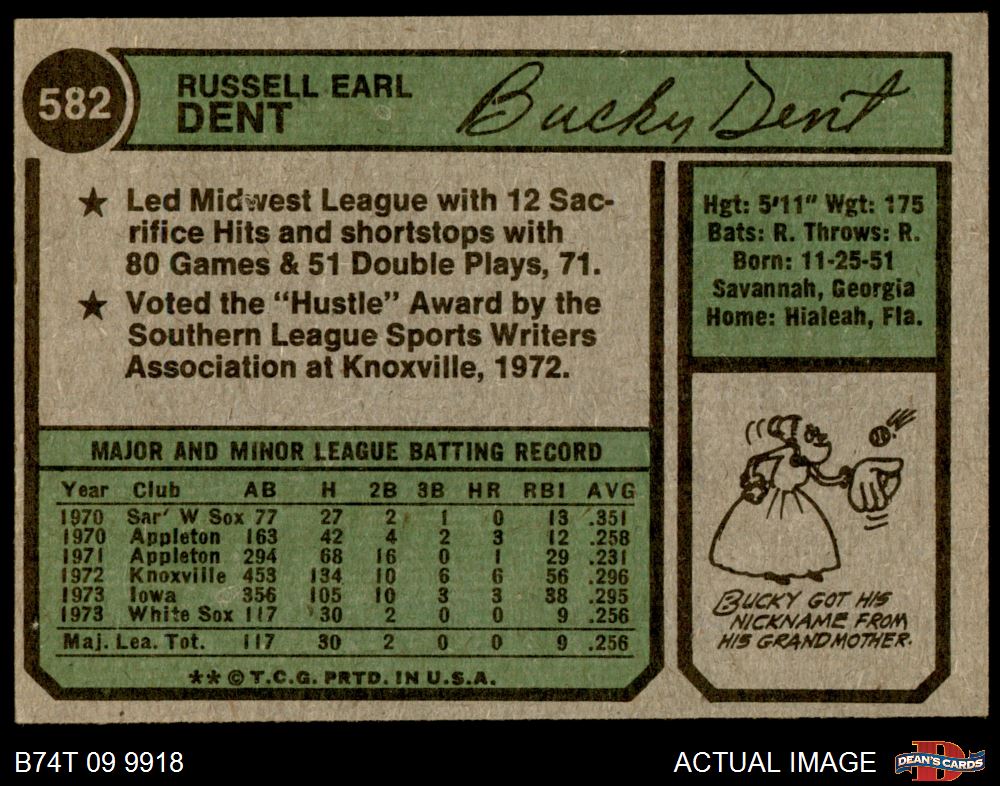 582
RUSSELL EARL
DENT
Bucky Dent
★ Led Midwest League with 12 Sac-
rifice Hits and shortstops with
80 Games & 51 Double Plays, 71.
★ Voted the "Hustle" Award by the
Southern League Sports Writers
Association at Knoxville, 1972.
Hgt: 5'11" Wgt: 175
Bats: R. Throws: R.
Born: 11-25-51
Savannah, Georgia
Home: Hialeah, Fla.
MAJOR AND MINOR LEAGUE BATTING RECORD
Year Club AB H 2B 3B HR RBI AVG
1970 Sar' W Sox 77 27 2 1 0 13 .351
1970 Appleton 163 42 4 2 3 12 .258
1971 Appleton 294 68 16 0 1 29 .231
1972 Knoxville 453 134 10 6 6 56 .296
1973 Iowa 356 105 10 3 3 38 .295
1973 White Sox 117 30 2 0 0 9 .256
Maj. Lea. Tot. 117 30 2 0 0 9 .256
**© T.C.G. PRTD. IN U.S.A.
BUCKY GOT HIS
NICKNAME FROM
HIS GRANDMOTHER.
B74T 09 9918
ACTUAL IMAGE
D
DEAN'S CARDS